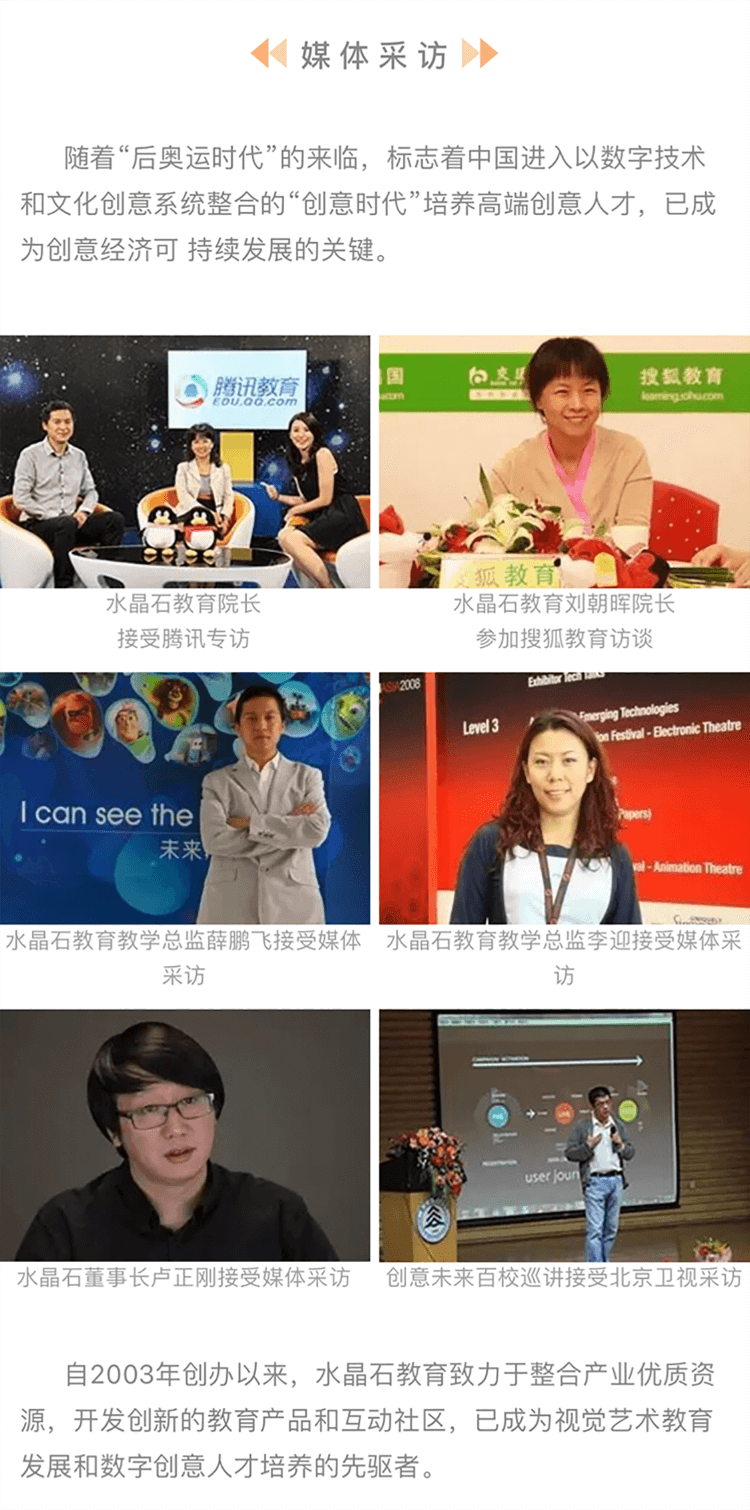 媒体采访
随着“后奥运时代”的来临，标志着中国进入以数字技术
和文化创意系统整合的“创意时代”培养高端创意人才，已成
为创意经济可 持续发展的关键。
腾讯教育
EDU.QQ.com
搜狐教育
learning.sohu.com
狐教育
水晶石教育院长
接受腾讯专访
水晶石教育刘朝晖院长
参加搜狐教育访谈
I can see the
未来
ASIA2008
Exhibitor Tech Talks
Level 3
Emerging Technologies
on Festival - Electronic Theatre
Papers)
val - Animation Theatre
水晶石教育教学总监薛鹏飞接受媒体
采访
水晶石教育教学总监李迎接受媒体采
访
CAMPAIGN ACTIVATION
LIVE
REGISTRATION
user jour
水晶石董事长卢正刚接受媒体采访
创意未来百校巡讲接受北京卫视采访
自2003年创办以来，水晶石教育致力于整合产业优质资
源，开发创新的教育产品和互动社区，已成为视觉艺术教育
发展和数字创意人才培养的先驱者。